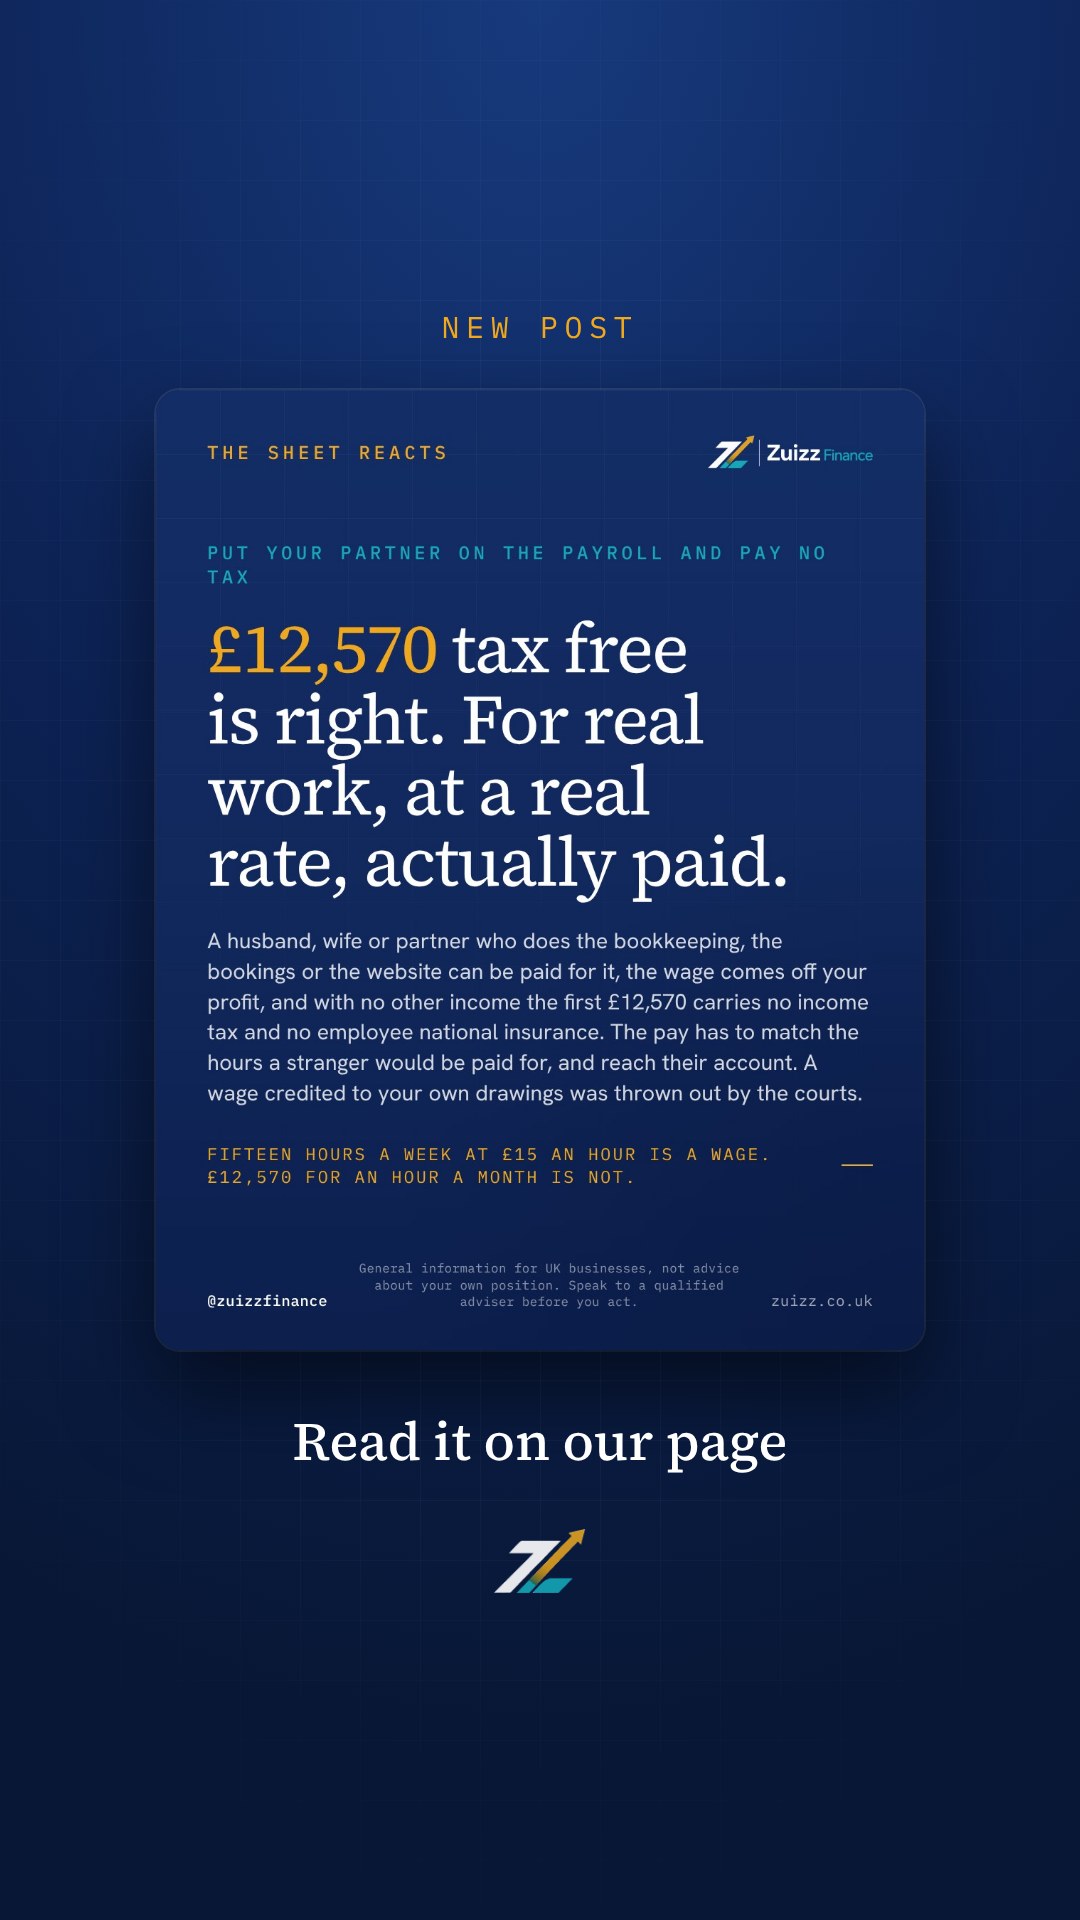 NEW POST
THE SHEET REACTS
Zuizz Finance
PUT YOUR PARTNER ON THE PAYROLL AND PAY NO
TAX
£12,570 tax free
is right. For real
work, at a real
rate, actually paid.
A husband, wife or partner who does the bookkeeping, the
bookings or the website can be paid for it, the wage comes off your
profit, and with no other income the first £12,570 carries no income
tax and no employee national insurance. The pay has to match the
hours a stranger would be paid for, and reach their account. A
wage credited to your own drawings was thrown out by the courts.
FIFTEEN HOURS A WEEK AT £15 AN HOUR IS A WAGE.
£12,570 FOR AN HOUR A MONTH IS NOT.
General information for UK businesses, not advice
about your own position. Speak to a qualified
adviser before you act.
@zuizzfinance
zuizz.co.uk
Read it on our page